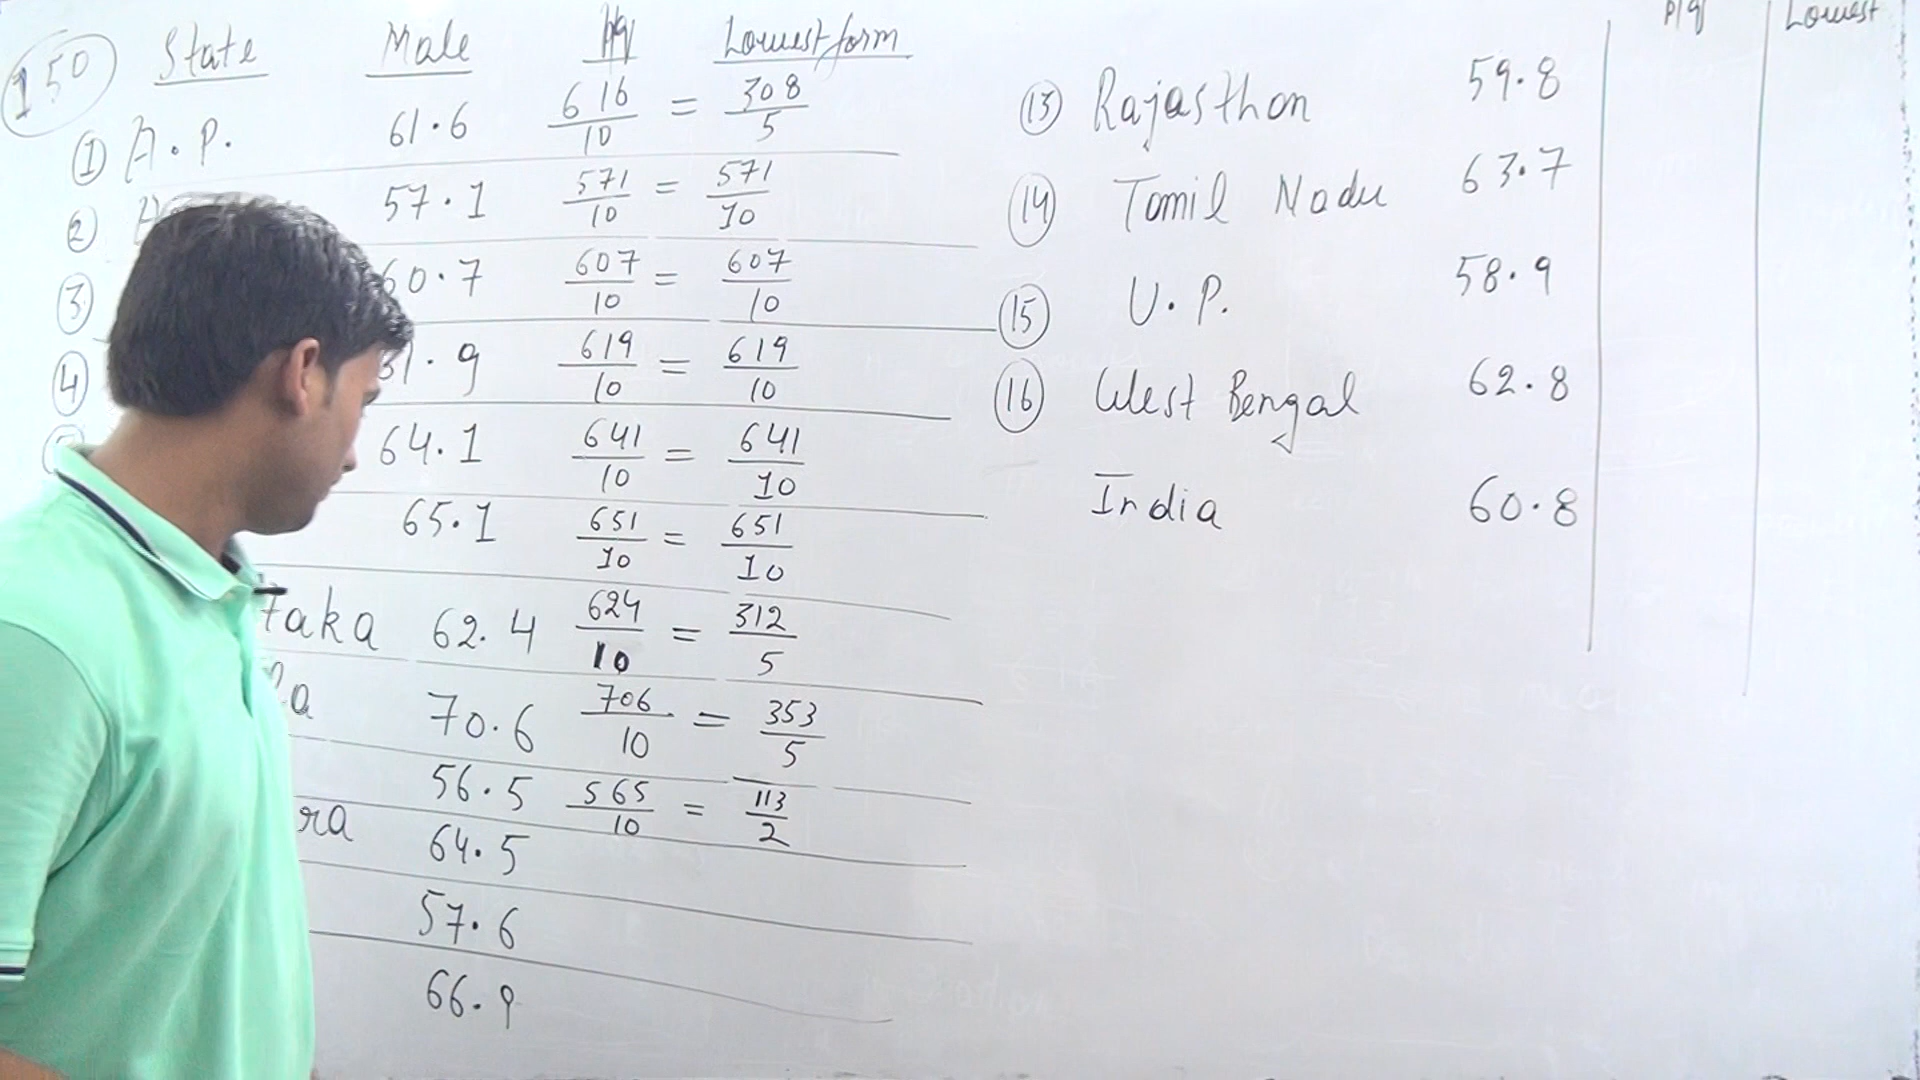 150 State Male p/q Lowest form
① A. P. 61.6 616/10 = 308/5
② 57.1 571/10 = 571/10
③ 60.7 607/10 = 607/10
④ 1.9 619/10 = 619/10
64.1 641/10 = 641/10
65.1 651/10 = 651/10
taka 62.4 624/10 = 312/5
la 70.6 706/10 = 353/5
56.5 565/10 = 113/2
ra 64.5
57.6
66.9
p/q Lowest
⑬ Rajasthan 59.8
⑭ Tamil Nadu 63.7
⑮ U. P. 58.9
⑯ West Bengal 62.8
India 60.8